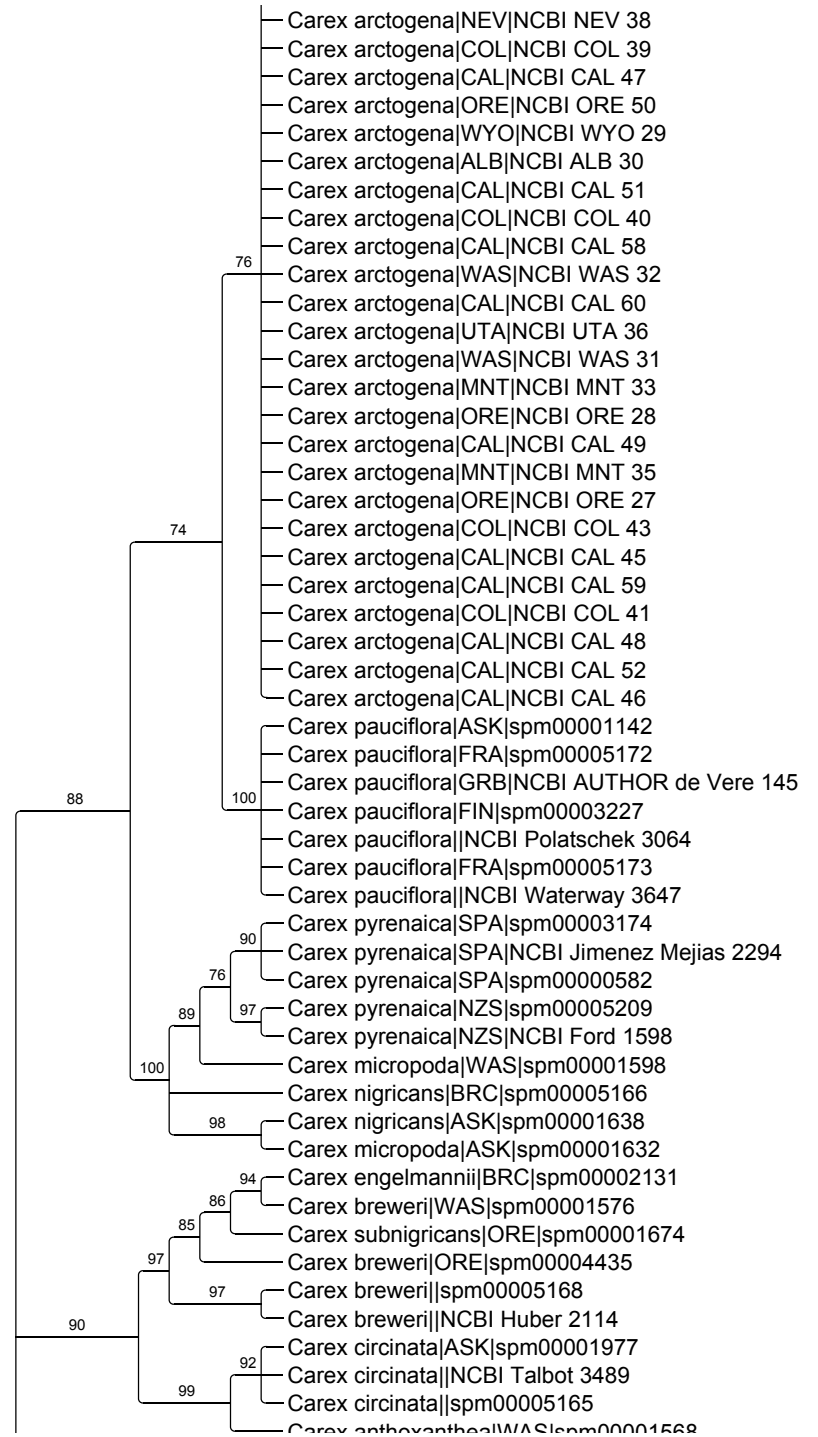 Carex arctogena|NEV|NCBI NEV 38
Carex arctogena|COL|NCBI COL 39
Carex arctogena|CAL|NCBI CAL 47
Carex arctogena|ORE|NCBI ORE 50
Carex arctogena|WYO|NCBI WYO 29
Carex arctogena|ALB|NCBI ALB 30
Carex arctogena|CAL|NCBI CAL 51
Carex arctogena|COL|NCBI COL 40
Carex arctogena|CAL|NCBI CAL 58
76
Carex arctogena|WAS|NCBI WAS 32
Carex arctogena|CAL|NCBI CAL 60
Carex arctogena|UTA|NCBI UTA 36
Carex arctogena|WAS|NCBI WAS 31
Carex arctogena|MNT|NCBI MNT 33
Carex arctogena|ORE|NCBI ORE 28
Carex arctogena|CAL|NCBI CAL 49
Carex arctogena|MNT|NCBI MNT 35
Carex arctogena|ORE|NCBI ORE 27
Carex arctogena|COL|NCBI COL 43
74
Carex arctogena|CAL|NCBI CAL 45
Carex arctogena|CAL|NCBI CAL 59
Carex arctogena|COL|NCBI COL 41
Carex arctogena|CAL|NCBI CAL 48
Carex arctogena|CAL|NCBI CAL 52
Carex arctogena|CAL|NCBI CAL 46
Carex pauciflora|ASK|spm00001142
Carex pauciflora|FRA|spm00005172
Carex pauciflora|GRB|NCBI AUTHOR de Vere 145
88
100
Carex pauciflora|FIN|spm00003227
Carex pauciflora||NCBI Polatschek 3064
Carex pauciflora|FRA|spm00005173
Carex pauciflora||NCBI Waterway 3647
Carex pyrenaica|SPA|spm00003174
90
Carex pyrenaica|SPA|NCBI Jimenez Mejias 2294
76
Carex pyrenaica|SPA|spm00000582
Carex pyrenaica|NZS|spm00005209
89
97
Carex pyrenaica|NZS|NCBI Ford 1598
Carex micropoda|WAS|spm00001598
100
Carex nigricans|BRC|spm00005166
Carex nigricans|ASK|spm00001638
98
Carex micropoda|ASK|spm00001632
94
Carex engelmannii|BRC|spm00002131
86
Carex breweri|WAS|spm00001576
85
Carex subnigricans|ORE|spm00001674
97
Carex breweri|ORE|spm00004435
Carex breweri||spm00005168
97
Carex breweri||NCBI Huber 2114
90
Carex circinata|ASK|spm00001977
92
Carex circinata||NCBI Talbot 3489
99
Carex circinata||spm00005165
Carex anthoxanthea|WAS|spm00001568